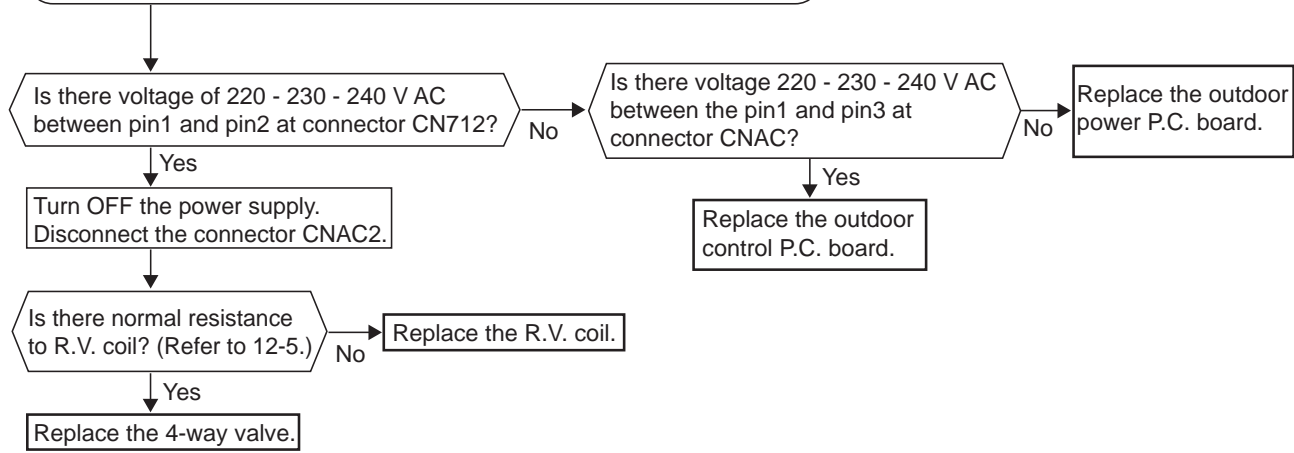 Is there voltage of 220 - 230 - 240 V AC
between pin1 and pin2 at connector CN712?
No
Is there voltage 220 - 230 - 240 V AC
between the pin1 and pin3 at
connector CNAC?
No
Replace the outdoor
power P.C. board.
Yes
Replace the outdoor
control P.C. board.
Yes
Turn OFF the power supply.
Disconnect the connector CNAC2.
Is there normal resistance
to R.V. coil? (Refer to 12-5.)
No
Replace the R.V. coil.
Yes
Replace the 4-way valve.